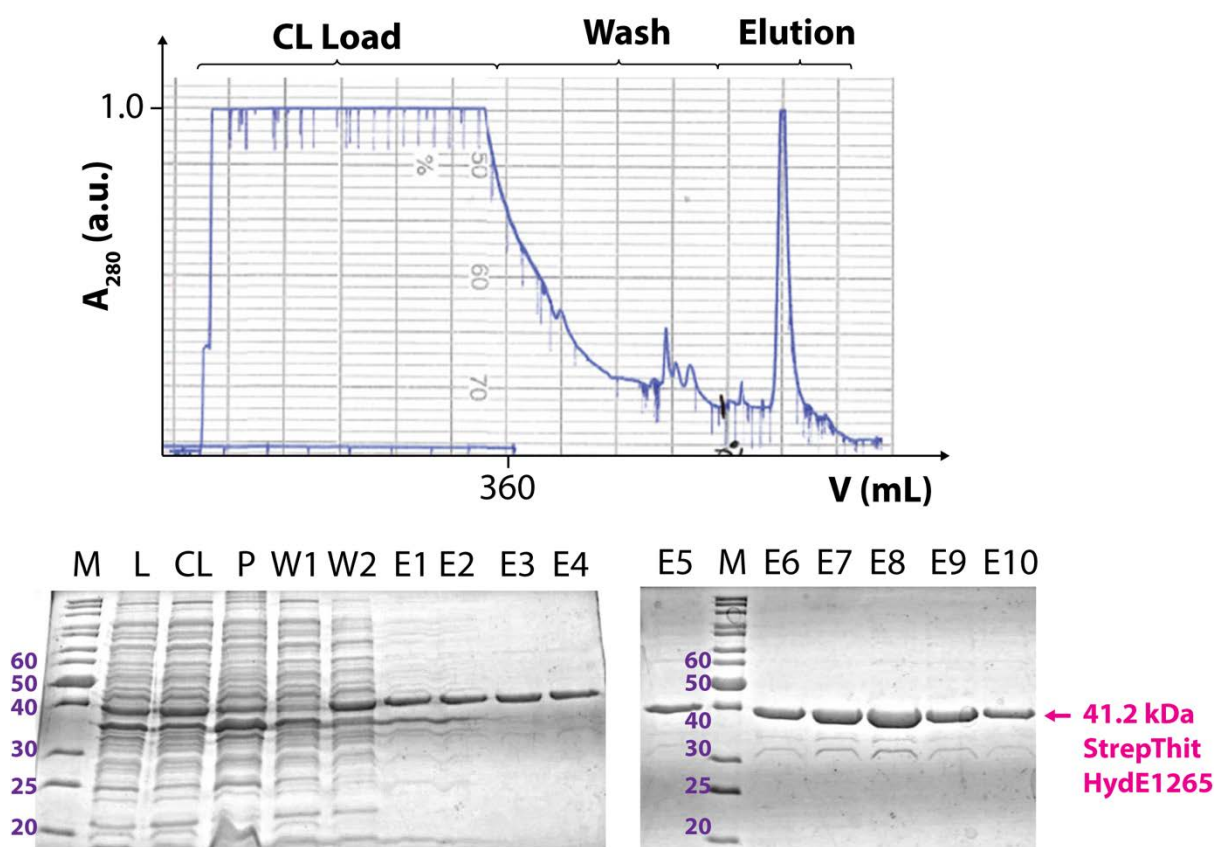 CL Load Wash Elution
1.0
A280 (a.u.)
%
50
60
70
360
V (mL)
M L CL P W1 W2 E1 E2 E3 E4
E5 M E6 E7 E8 E9 E10
60
50
40
30
25
20
60
50
40
30
25
20
41.2 kDa
StrepThit
HydE1265